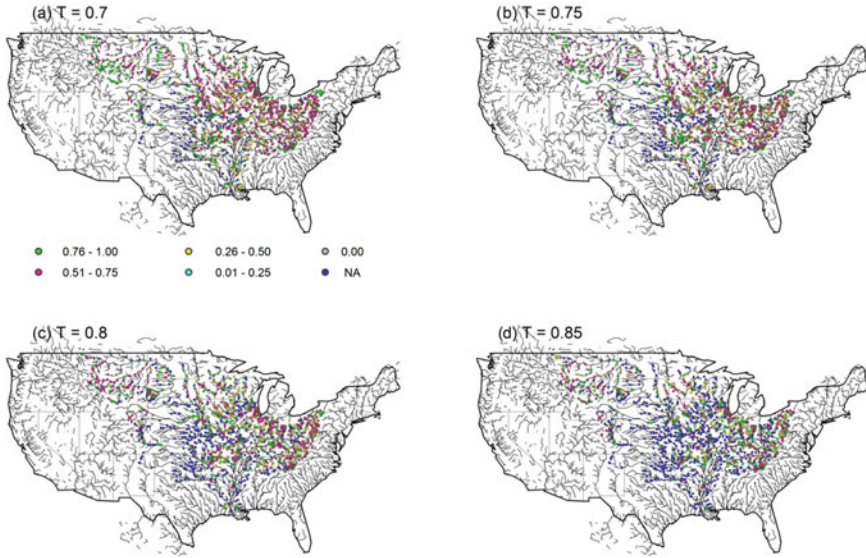 (a) T = 0.7
(b) T = 0.75
0.76 - 1.00
0.26 - 0.50
0.00
0.51 - 0.75
0.01 - 0.25
NA
(c) T = 0.8
(d) T = 0.85